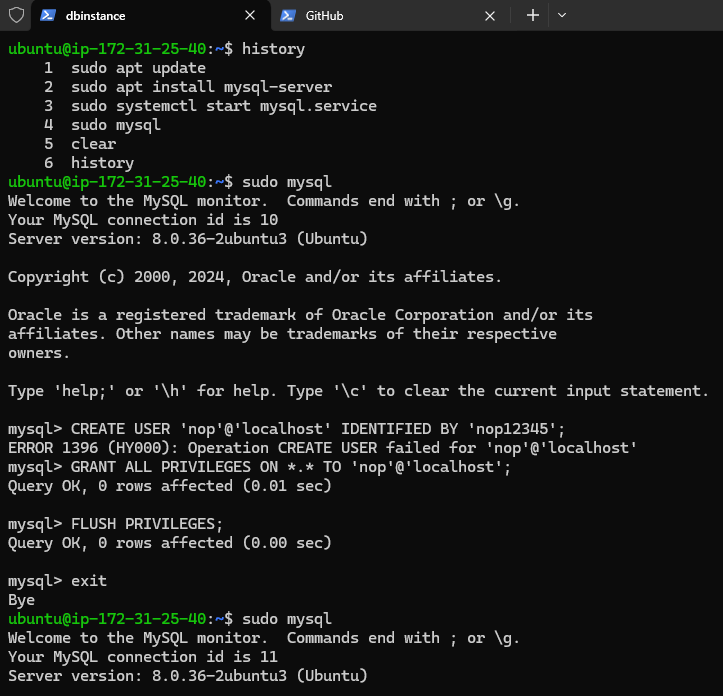 dbinstance
GitHub
ubuntu@ip-172-31-25-40:~$ history
    1  sudo apt update
    2  sudo apt install mysql-server
    3  sudo systemctl start mysql.service
    4  sudo mysql
    5  clear
    6  history
ubuntu@ip-172-31-25-40:~$ sudo mysql
Welcome to the MySQL monitor.  Commands end with ; or \g.
Your MySQL connection id is 10
Server version: 8.0.36-2ubuntu3 (Ubuntu)

Copyright (c) 2000, 2024, Oracle and/or its affiliates.

Oracle is a registered trademark of Oracle Corporation and/or its
affiliates. Other names may be trademarks of their respective
owners.

Type 'help;' or '\h' for help. Type '\c' to clear the current input statement.

mysql> CREATE USER 'nop'@'localhost' IDENTIFIED BY 'nop12345';
ERROR 1396 (HY000): Operation CREATE USER failed for 'nop'@'localhost'
mysql> GRANT ALL PRIVILEGES ON *.* TO 'nop'@'localhost';
Query OK, 0 rows affected (0.01 sec)

mysql> FLUSH PRIVILEGES;
Query OK, 0 rows affected (0.00 sec)

mysql> exit
Bye
ubuntu@ip-172-31-25-40:~$ sudo mysql
Welcome to the MySQL monitor.  Commands end with ; or \g.
Your MySQL connection id is 11
Server version: 8.0.36-2ubuntu3 (Ubuntu)